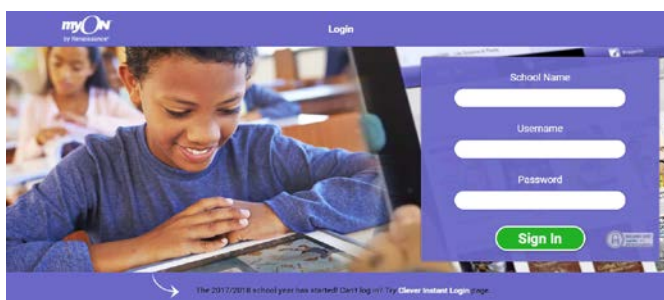 myON
by Renaissance
Login
School Name
Username
Password
Sign In
The 2017/2018 school year has started! Can't log in? Try Clever Instant Login page.